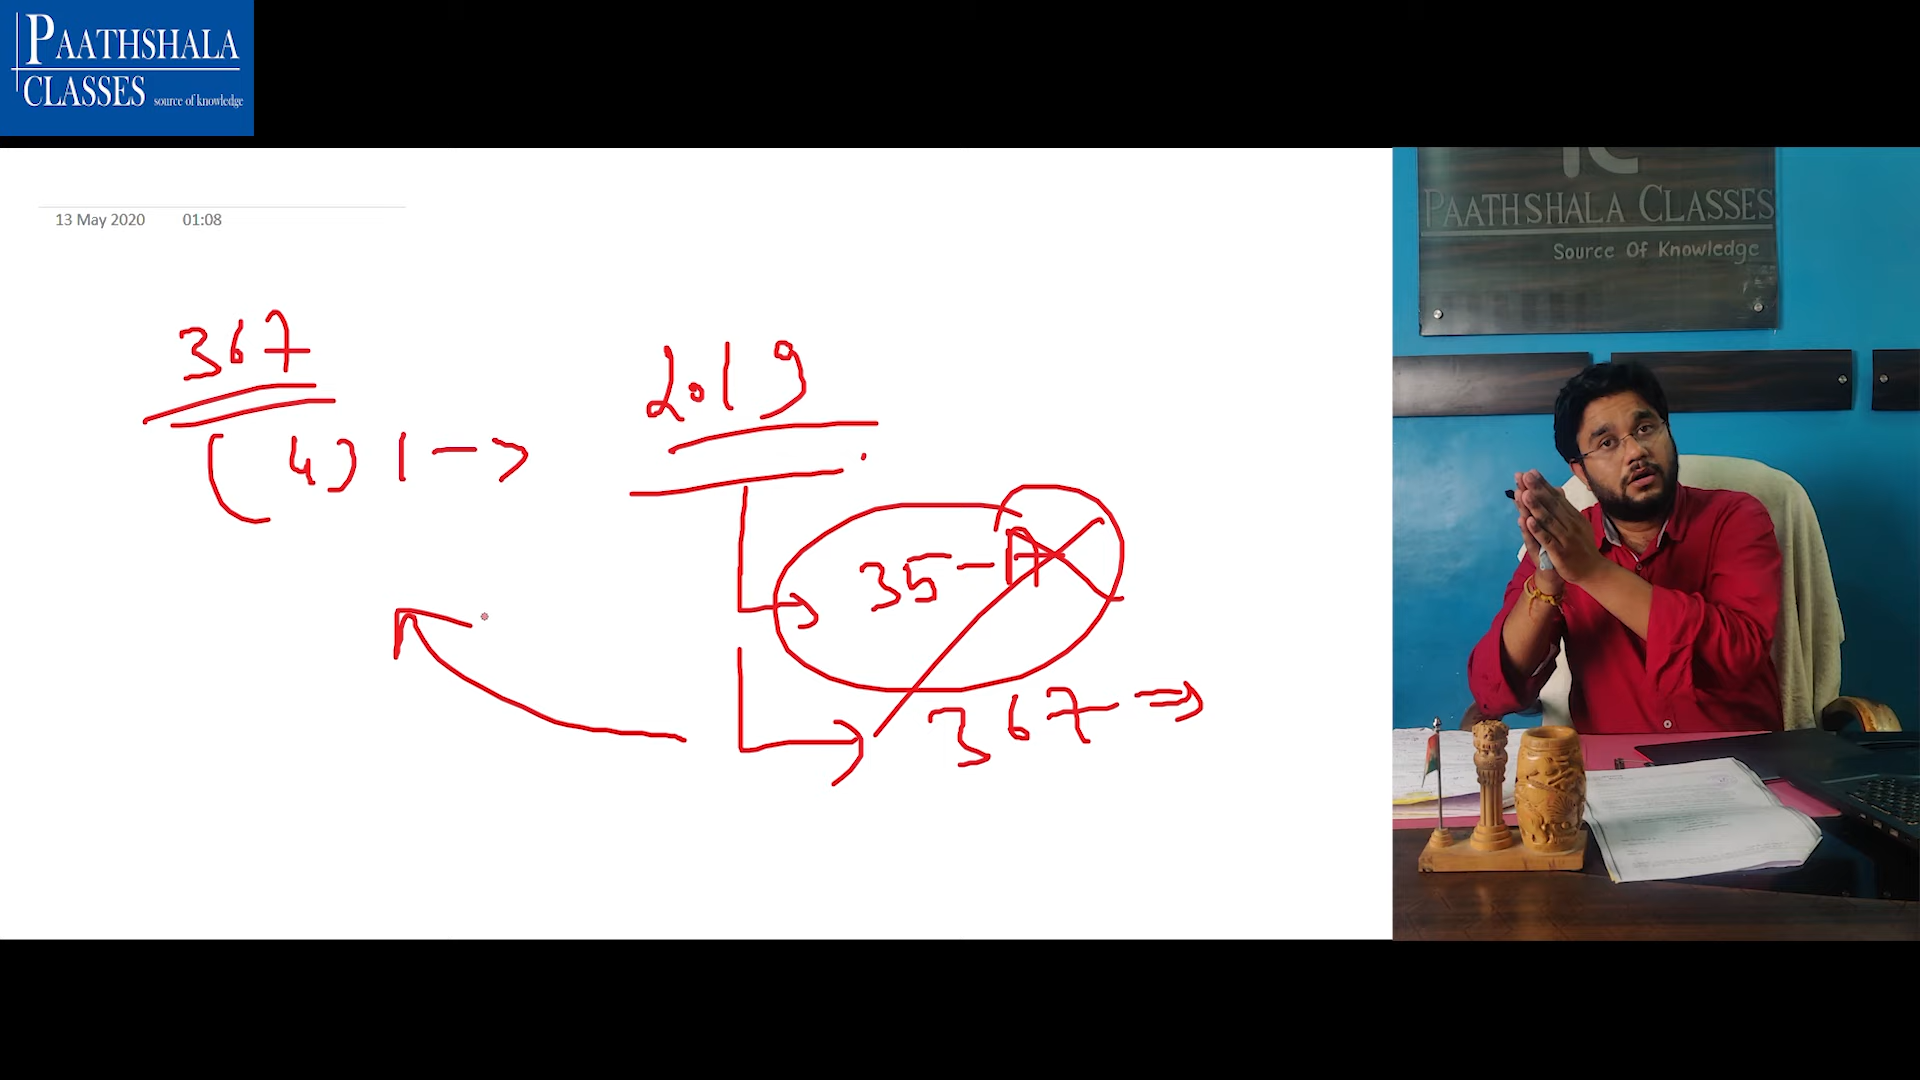 PAATHSHALA
CLASSES source of knowledge
13 May 2020 01:08
367
(4) 1 →
2019
35-A
367 →
PAATHSHALA CLASSES
Source Of Knowledge